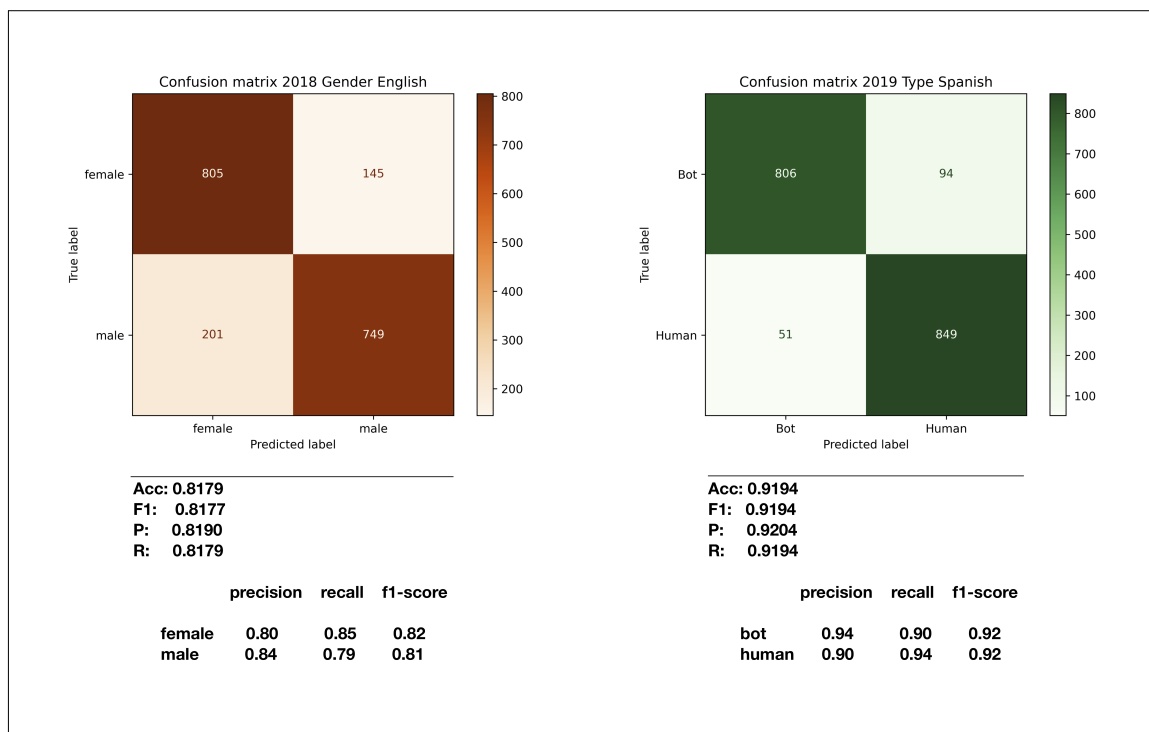 Confusion matrix 2018 Gender English
True label
female
805
145
male
201
749
female
male
Predicted label
800
700
600
500
400
300
200
Acc: 0.8179
F1: 0.8177
P: 0.8190
R: 0.8179
precision recall f1-score
female 0.80 0.85 0.82
male 0.84 0.79 0.81
Confusion matrix 2019 Type Spanish
True label
Bot
806
94
Human
51
849
Bot
Human
Predicted label
800
700
600
500
400
300
200
100
Acc: 0.9194
F1: 0.9194
P: 0.9204
R: 0.9194
precision recall f1-score
bot 0.94 0.90 0.92
human 0.90 0.94 0.92